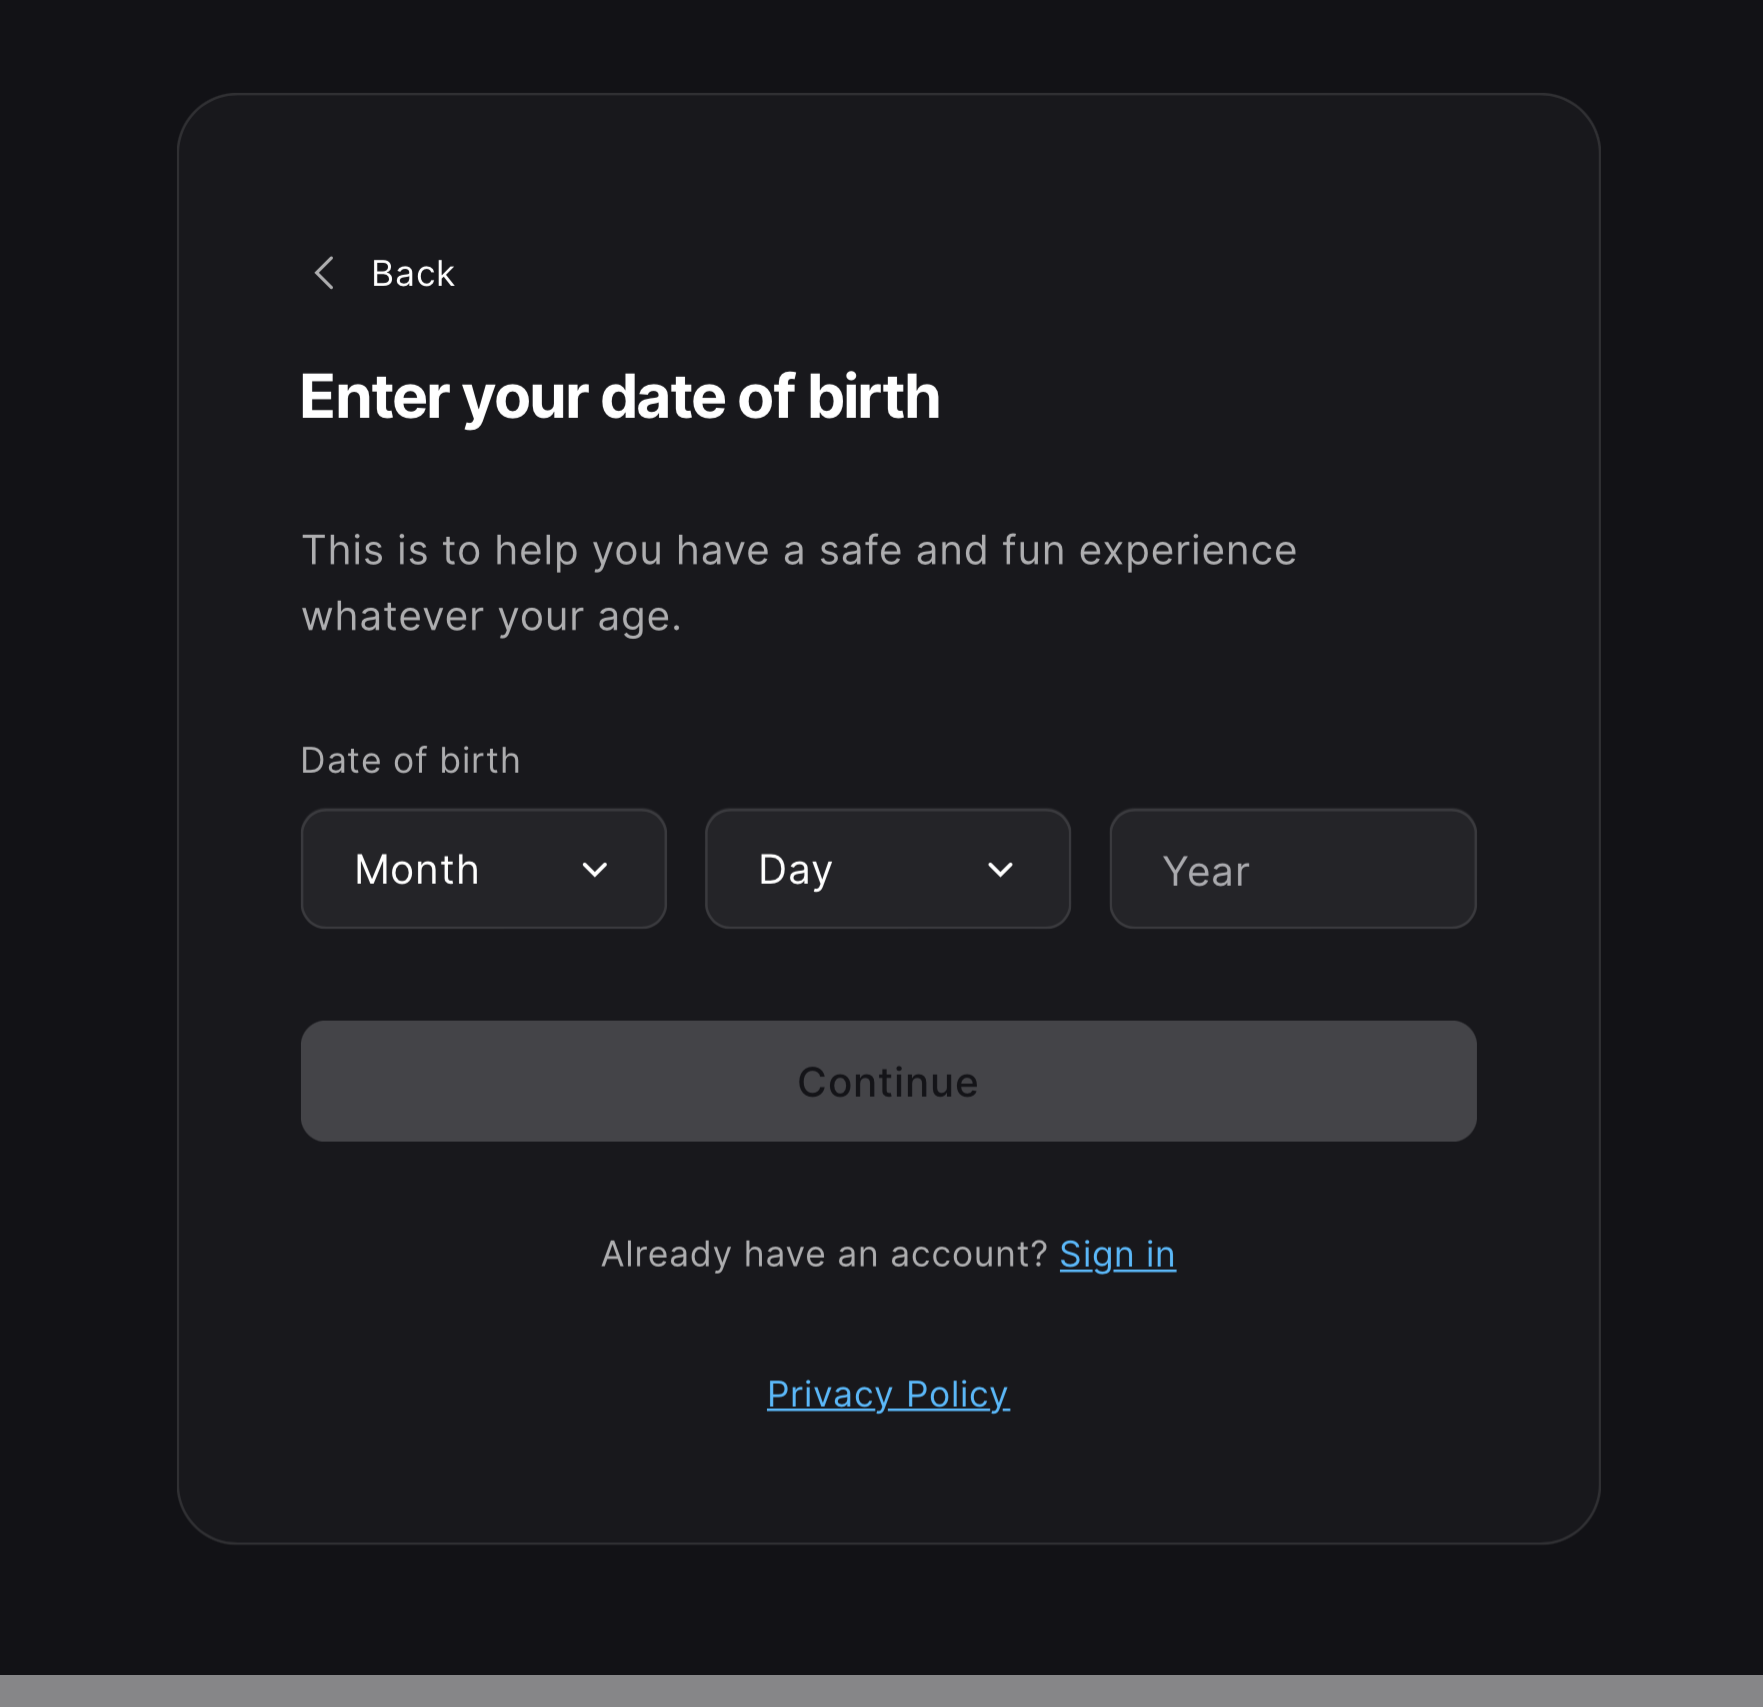 Back
Enter your date of birth
This is to help you have a safe and fun experience
whatever your age.
Date of birth
Month
Day
Year
Continue
Already have an account? Sign in
Privacy Policy